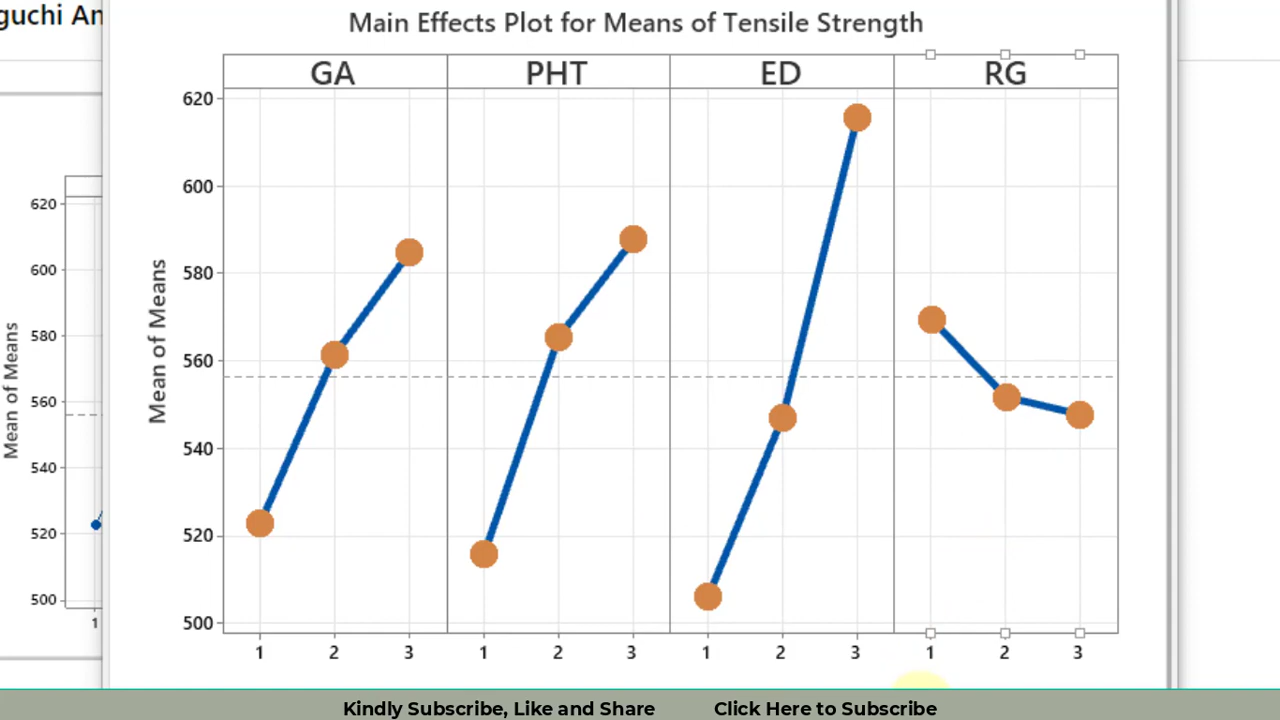 guchi An
Main Effects Plot for Means of Tensile Strength
GA PHT ED RG
620
600
580
560
540
520
500
Mean of Means
1 2 3 1 2 3 1 2 3 1 2 3
620
600
580
560
540
520
500
Mean of Means
1
Kindly Subscribe, Like and Share Click Here to Subscribe